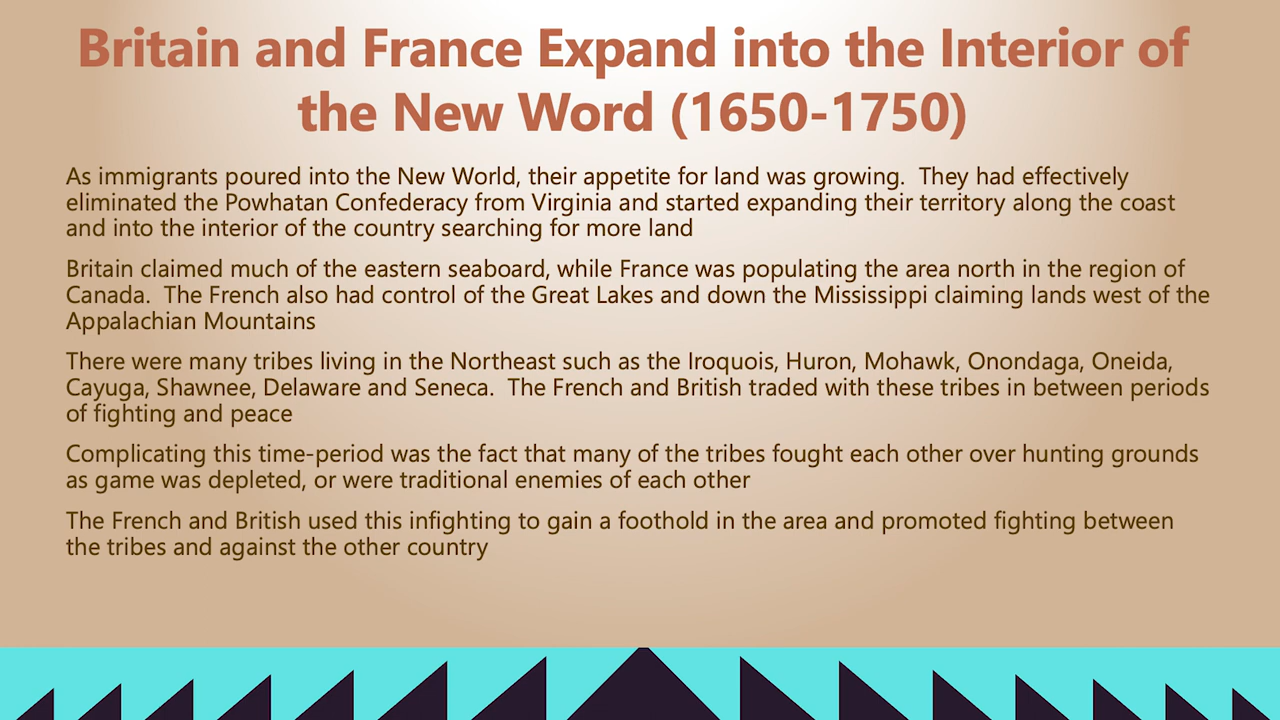 Britain and France Expand into the Interior of
the New Word (1650-1750)
As immigrants poured into the New World, their appetite for land was growing.  They had effectively
eliminated the Powhatan Confederacy from Virginia and started expanding their territory along the coast
and into the interior of the country searching for more land
Britain claimed much of the eastern seaboard, while France was populating the area north in the region of
Canada.  The French also had control of the Great Lakes and down the Mississippi claiming lands west of the
Appalachian Mountains
There were many tribes living in the Northeast such as the Iroquois, Huron, Mohawk, Onondaga, Oneida,
Cayuga, Shawnee, Delaware and Seneca.  The French and British traded with these tribes in between periods
of fighting and peace
Complicating this time-period was the fact that many of the tribes fought each other over hunting grounds
as game was depleted, or were traditional enemies of each other
The French and British used this infighting to gain a foothold in the area and promoted fighting between
the tribes and against the other country